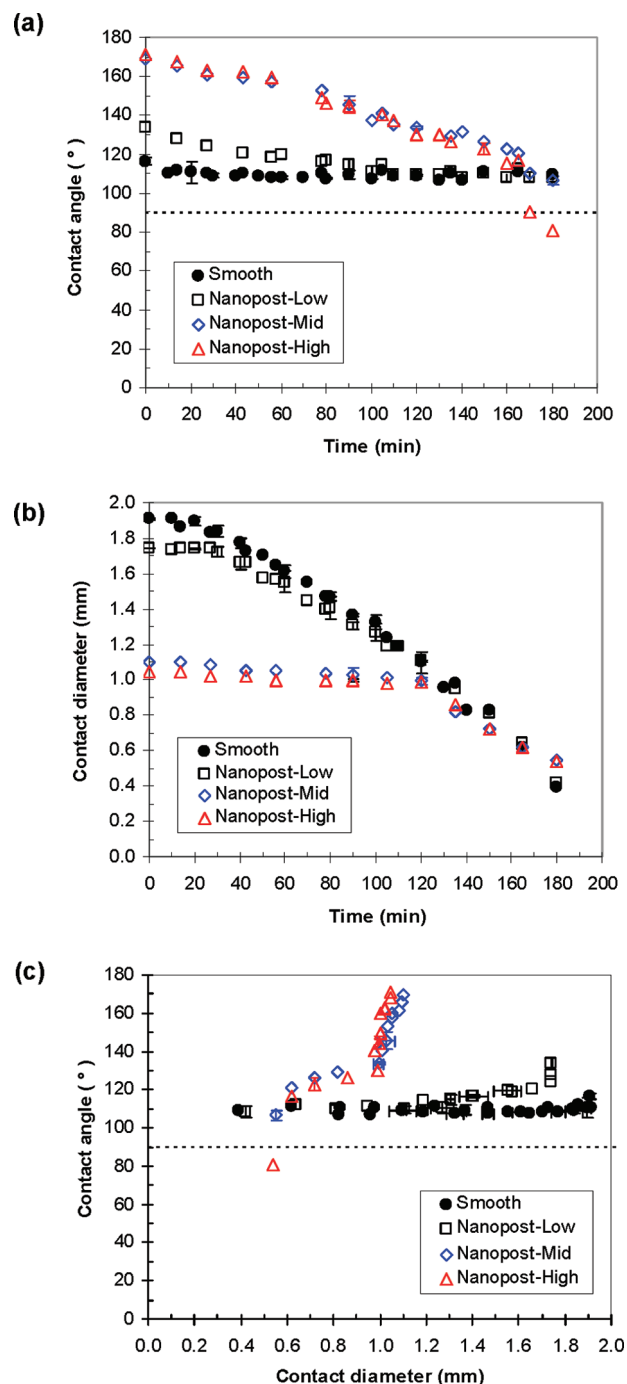 (a)
180
160
140
120
100
80
60
40
20
0
Contact angle ( ° )
Smooth
Nanopost-Low
Nanopost-Mid
Nanopost-High
0 20 40 60 80 100 120 140 160 180 200
Time (min)
(b)
2.0
1.8
1.6
1.4
1.2
1.0
0.8
0.6
0.4
0.2
0.0
Contact diameter (mm)
Smooth
Nanopost-Low
Nanopost-Mid
Nanopost-High
0 20 40 60 80 100 120 140 160 180 200
Time (min)
(c)
180
160
140
120
100
80
60
40
20
0
Contact angle ( ° )
Smooth
Nanopost-Low
Nanopost-Mid
Nanopost-High
0.0 0.2 0.4 0.6 0.8 1.0 1.2 1.4 1.6 1.8 2.0
Contact diameter (mm)